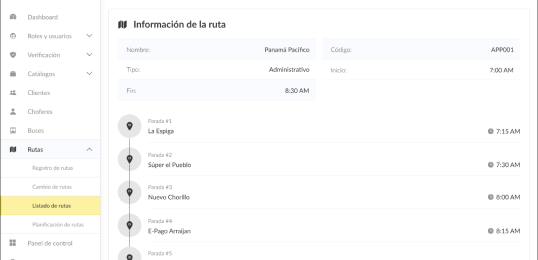 Dashboard
Roles y usuarios
Verificación
Catálogos
Clientes
Choferes
Buses
Rutas
Registro de rutas
Cambio de rutas
Listado de rutas
Planificación de rutas
Panel de control
Información de la ruta
Nombre: Panamá Pacifico
Código: APP001
Tipo: Administrativo
Inicio: 7:00 AM
Fin: 8:30 AM
Parada #1
La Espiga 7:15 AM
Parada #2
Súper el Pueblo 7:30 AM
Parada #3
Nuevo Chorillo 8:00 AM
Parada #4
E-Pago Arraijan 8:15 AM
Parada #5